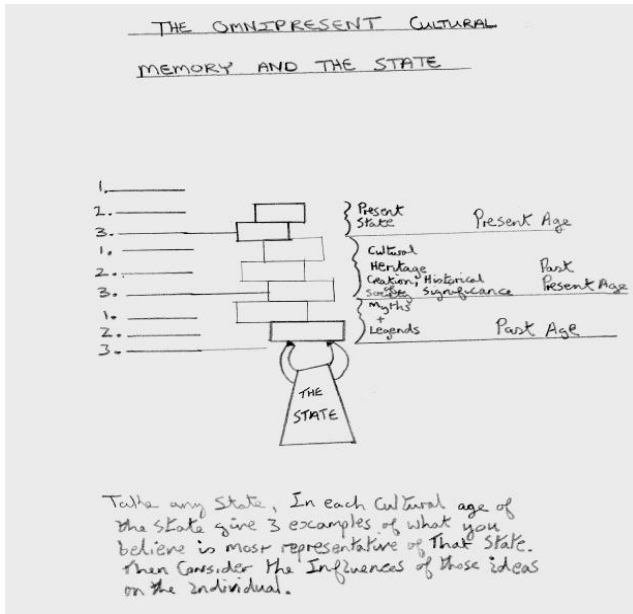 THE OMNIPRESENT CULTURAL
MEMORY AND THE STATE
1.
2.
3.
1.
2.
3.
1.
2.
3.
Present
State
Present Age
Cultural
Heritage
Creation, Historical
of
Society Significance
Past
Present Age
Myths
+
Legends
Past Age
THE
STATE
Take any State, In each Cultural age of
the State give 3 examples of what you
believe is most representative of That State.
Then Consider the Influences of those ideas
on the individual.